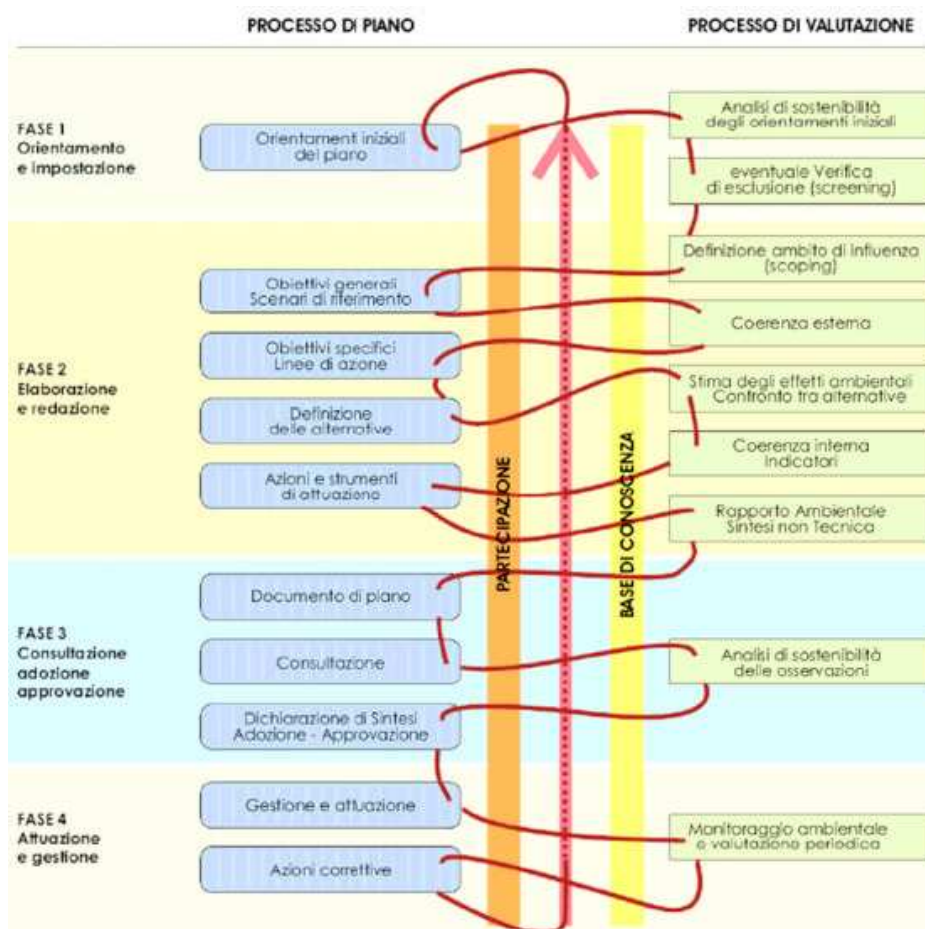 PROCESSO DI PIANO
PROCESSO DI VALUTAZIONE
FASE 1
Orientamento
e impostazione
Orientamenti iniziali
del piano
Analisi di sostenibilità
degli orientamenti iniziali
eventuale Verifica
di esclusione (screening)
FASE 2
Elaborazione
e redazione
Obiettivi generali
Scenari di riferimento
Obiettivi specifici
Linee di azione
Definizione
delle alternative
Azioni e strumenti
di attuazione
PARTECIPAZIONE
BASE DI CONOSCENZA
Definizione ambito di influenza
(scoping)
Coerenza esterna
Stima degli effetti ambientali
Confronto tra alternative
Coerenza interna
Indicatori
Rapporto Ambientale
Sintesi non Tecnica
FASE 3
Consultazione
adozione
approvazione
Documento di piano
Consultazione
Dichiarazione di Sintesi
Adozione - Approvazione
Analisi di sostenibilità
delle osservazioni
FASE 4
Attuazione
e gestione
Gestione e attuazione
Azioni correttive
Monitoraggio ambientale
e valutazione periodica